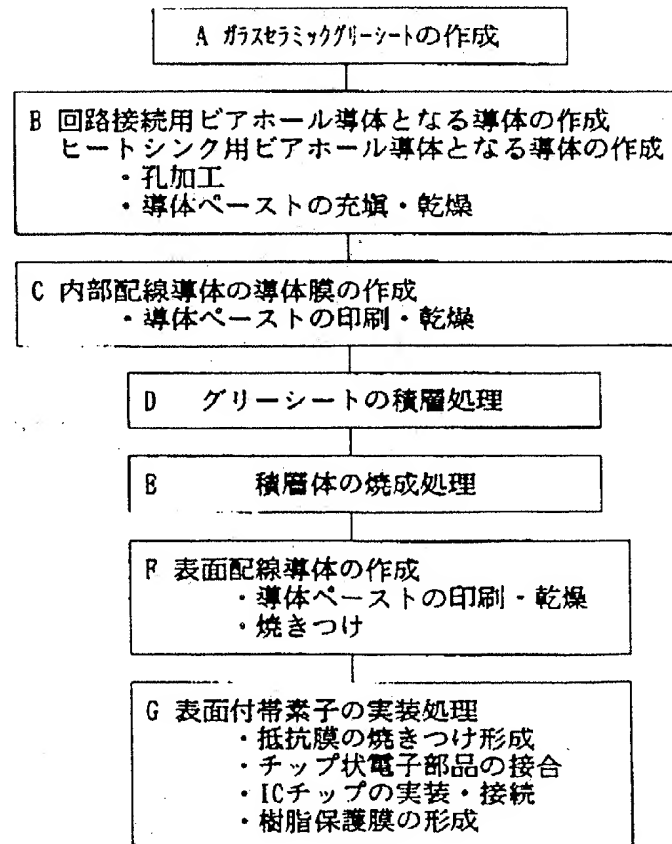 A ガラスセラミックグリーシートの作成
B 回路接続用ビアホール導体となる導体の作成
ヒートシンク用ビアホール導体となる導体の作成
・孔加工
・導体ペーストの充塡・乾燥
C 内部配線導体の導体膜の作成
・導体ペーストの印刷・乾燥
D グリーシートの積層処理
E 積層体の焼成処理
F 表面配線導体の作成
・導体ペーストの印刷・乾燥
・焼きつけ
G 表面付帯素子の実装処理
・抵抗膜の焼きつけ形成
・チップ状電子部品の接合
・ICチップの実装・接続
・樹脂保護膜の形成